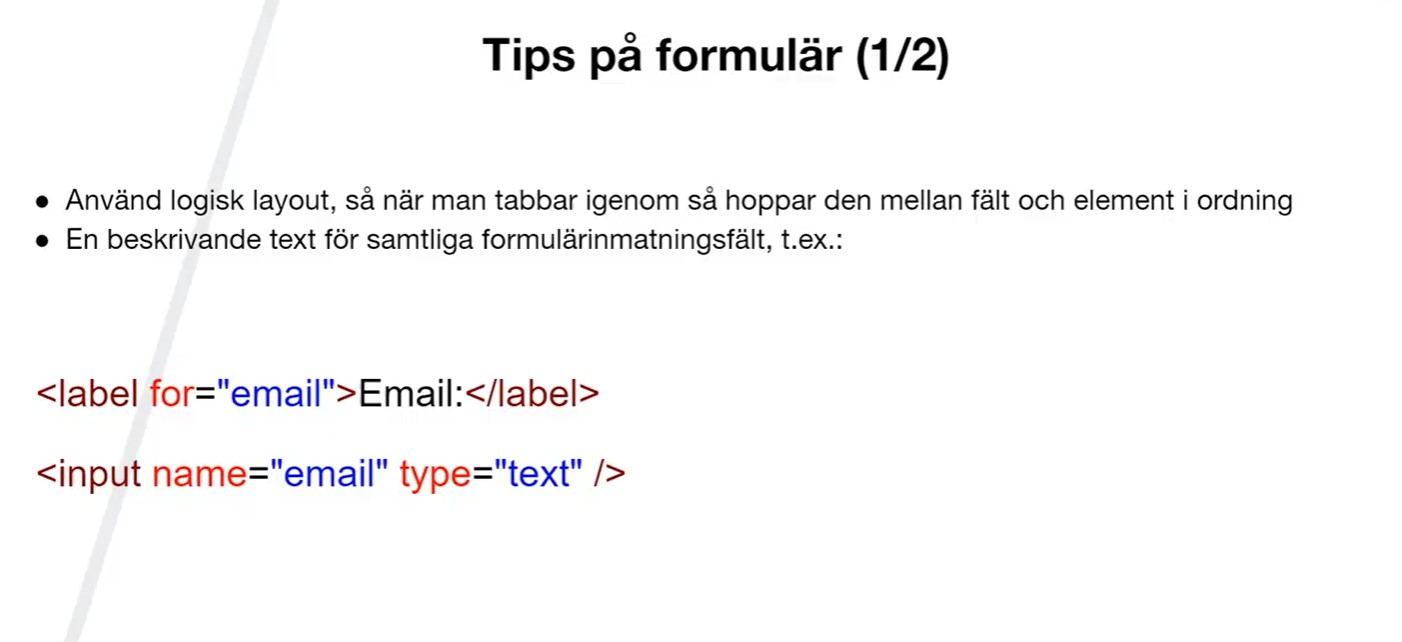 Tips på formulär (1/2)
● Använd logisk layout, så när man tabbar igenom så hoppar den mellan fält och element i ordning
● En beskrivande text för samtliga formulärinmatningsfält, t.ex.:
<label for="email">Email:</label>
<input name="email" type="text" />